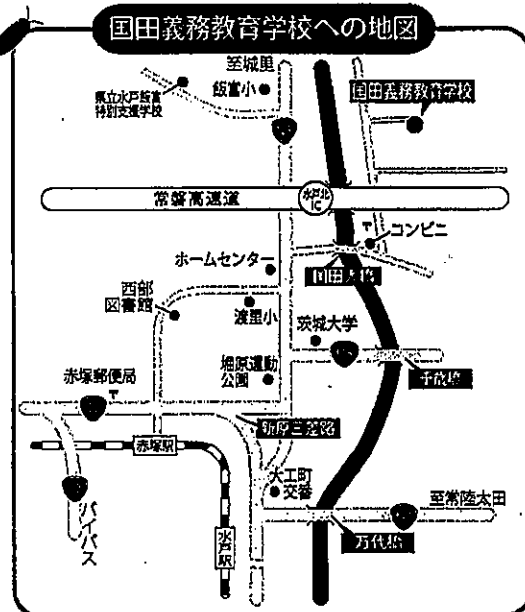 国田義務教育学校への地図
至城里
飯富小
県立水戸飯富
特別支援学校
国田義務教育学校
常磐高速道
水戸北
IC
〒
コンビニ
ホームセンター
国田大橋
西部
図書館
渡里小
茨城大学
堀原運動
公園
千歳橋
赤塚郵便局
〒
新原三差路
赤塚駅
大工町
交番
至常陸太田
バイパス
水戸駅
万代橋